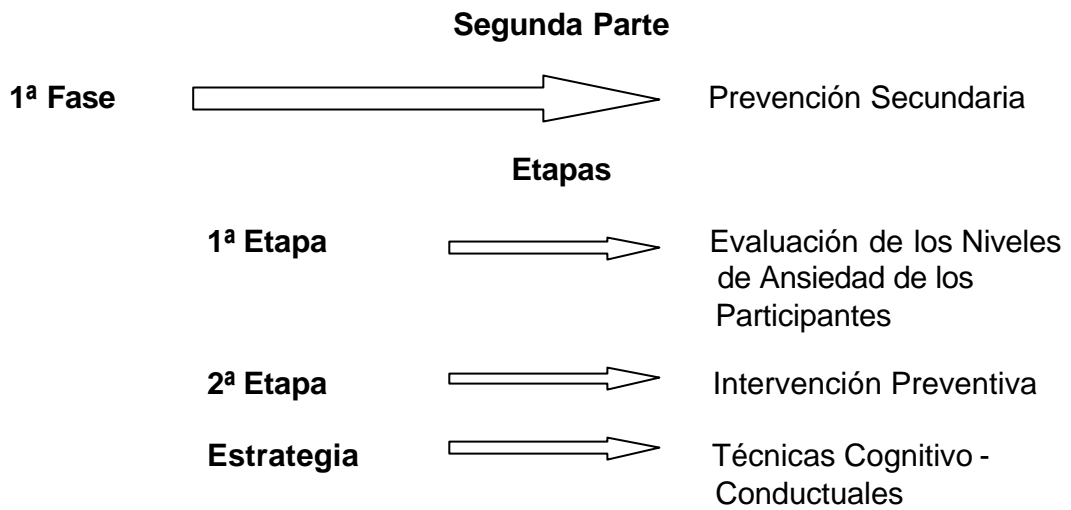 Segunda Parte
1ª Fase Prevención Secundaria
Etapas
1ª Etapa Evaluación de los Niveles
de Ansiedad de los
Participantes
2ª Etapa Intervención Preventiva
Estrategia Técnicas Cognitivo -
Conductuales